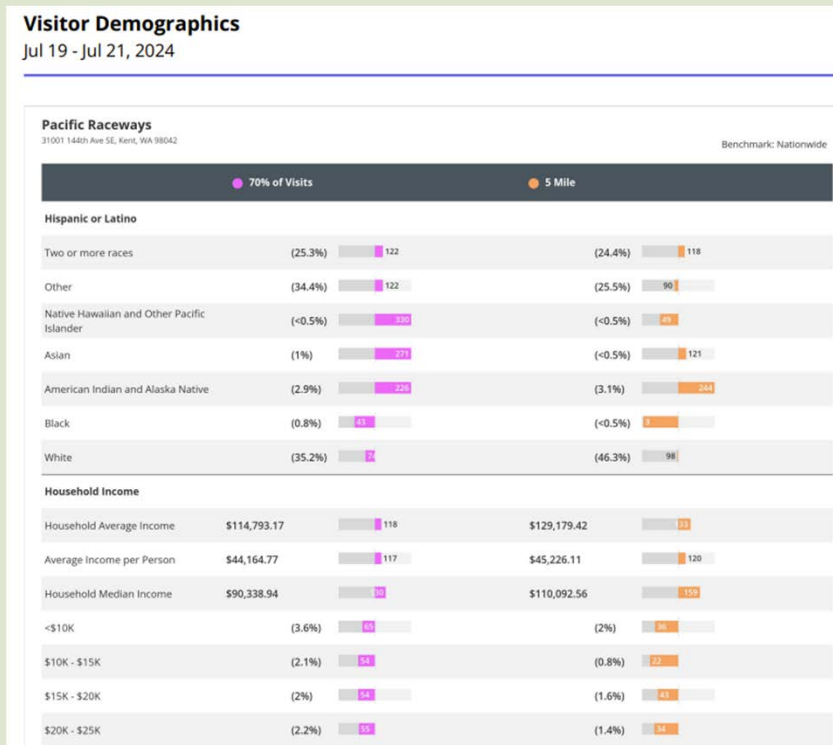 Visitor Demographics
Jul 19 - Jul 21, 2024
Pacific Raceways
31001 144th Ave SE, Kent, WA 98042
Benchmark: Nationwide
70% of Visits 5 Mile
Hispanic or Latino
Two or more races (25.3%) 122 (24.4%) 118
Other (34.4%) 122 (25.5%) 90
Native Hawaiian and Other Pacific
Islander (<0.5%) 330 (<0.5%) 49
Asian (1%) 271 (<0.5%) 121
American Indian and Alaska Native (2.9%) 226 (3.1%) 244
Black (0.8%) 43 (<0.5%)
White (35.2%) (46.3%) 98
Household Income
Household Average Income $114,793.17 118 $129,179.42
Average Income per Person $44,164.77 117 $45,226.11 120
Household Median Income $90,338.94 $110,092.56 159
<$10K (3.6%) 65 (2%) 36
$10K - $15K (2.1%) 54 (0.8%) 22
$15K - $20K (2%) 54 (1.6%) 43
$20K - $25K (2.2%) 55 (1.4%) 34